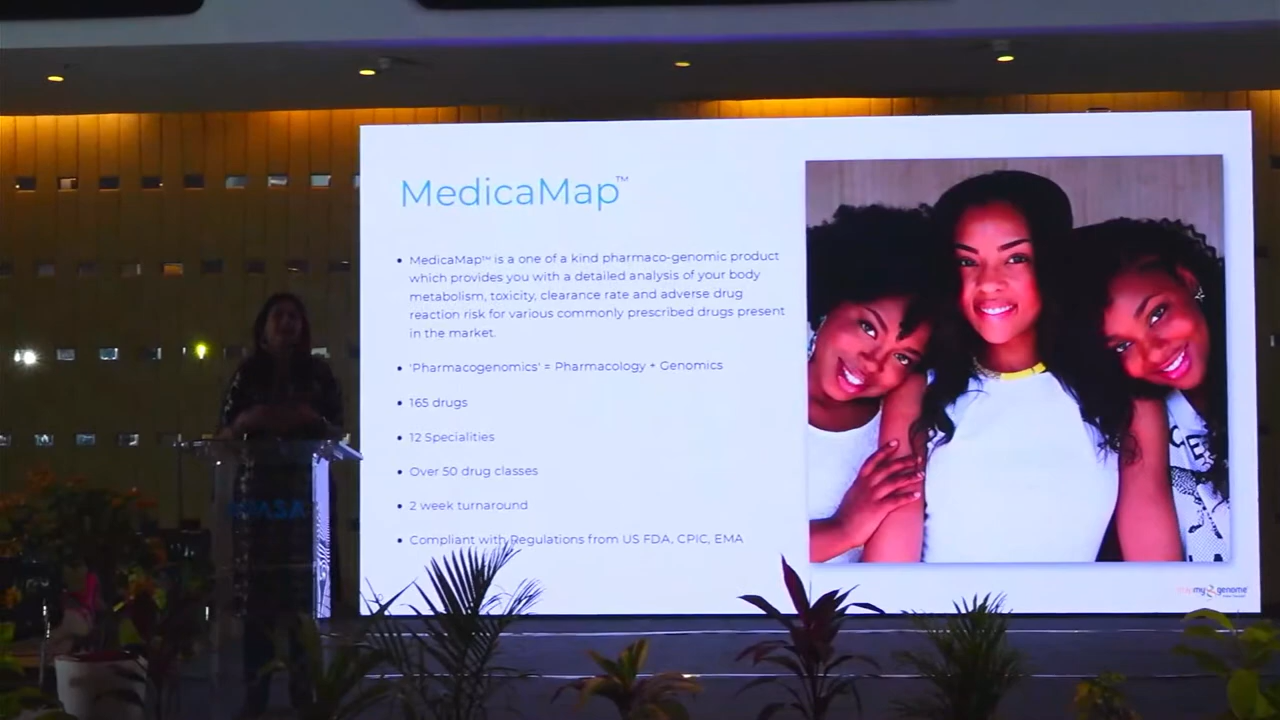 MedicaMap™
• MedicaMap™ is a one of a kind pharmaco-genomic product
which provides you with a detailed analysis of your body
metabolism, toxicity, clearance rate and adverse drug
reaction risk for various commonly prescribed drugs present
in the market.
• 'Pharmacogenomics' = Pharmacology + Genomics
• 165 drugs
• 12 Specialities
• Over 50 drug classes
• 2 week turnaround
• Compliant with Regulations from US FDA, CPIC, EMA
mapmygenome